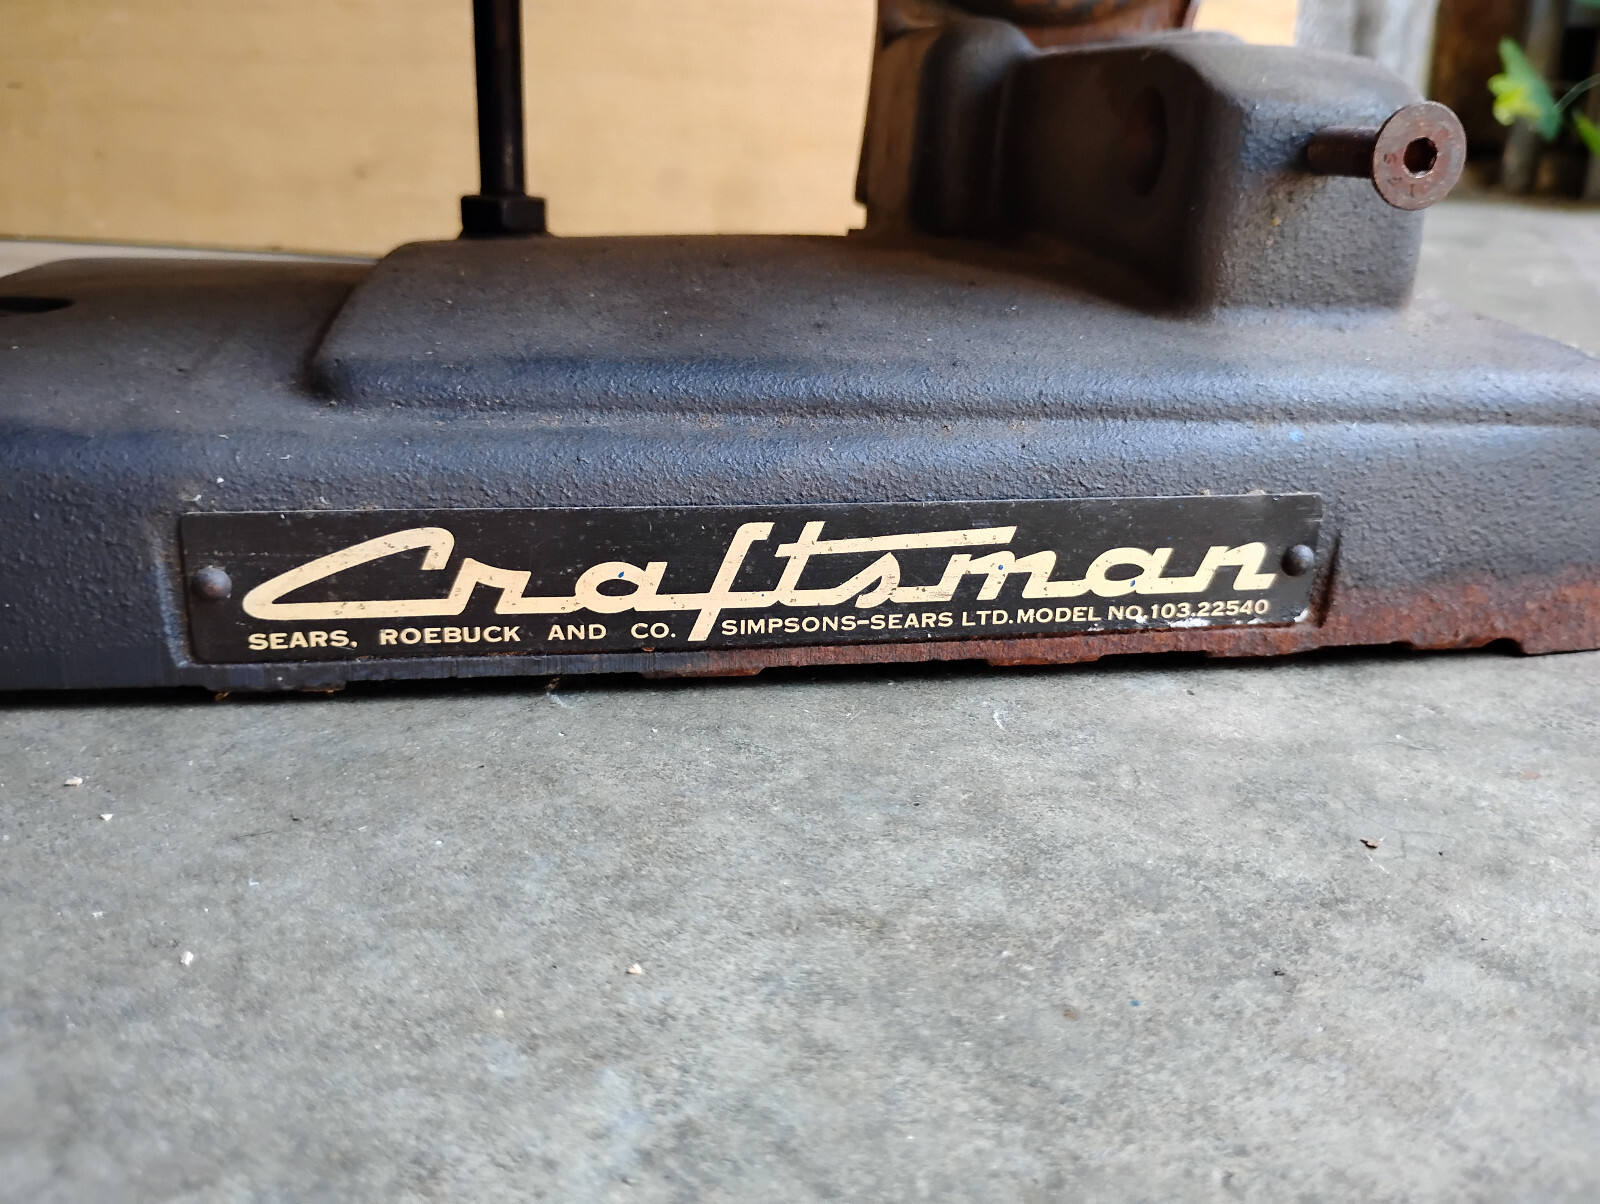 Craftsman
SEARS, ROEBUCK AND CO. SIMPSONS-SEARS LTD. MODEL NO. 103.22540